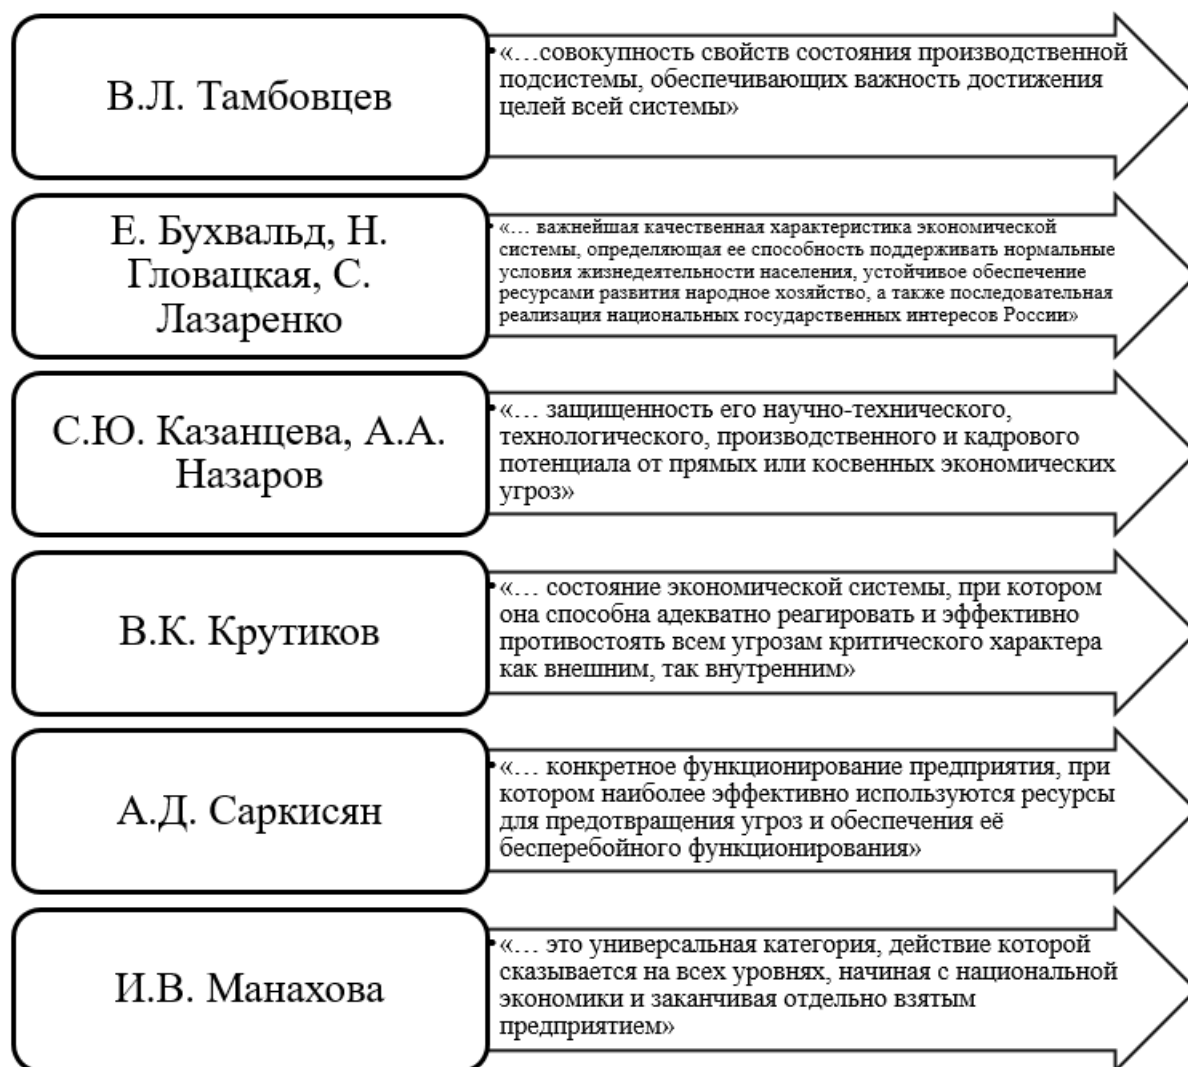 В.Л. Тамбовцев
«…совокупность свойств состояния производственной
подсистемы, обеспечивающих важность достижения
целей всей системы»
Е. Бухвальд, Н.
Гловацкая, С.
Лазаренко
«… важнейшая качественная характеристика экономической
системы, определяющая ее способность поддерживать нормальные
условия жизнедеятельности населения, устойчивое обеспечение
ресурсами развития народное хозяйство, а также последовательная
реализация национальных государственных интересов России»
С.Ю. Казанцева, А.А.
Назаров
«… защищенность его научно-технического,
технологического, производственного и кадрового
потенциала от прямых или косвенных экономических
угроз»
В.К. Крутиков
«… состояние экономической системы, при котором
она способна адекватно реагировать и эффективно
противостоять всем угрозам критического характера
как внешним, так внутренним»
А.Д. Саркисян
«… конкретное функционирование предприятия, при
котором наиболее эффективно используются ресурсы
для предотвращения угроз и обеспечения её
бесперебойного функционирования»
И.В. Манахова
«… это универсальная категория, действие которой
сказывается на всех уровнях, начиная с национальной
экономики и заканчивая отдельно взятым
предприятием»